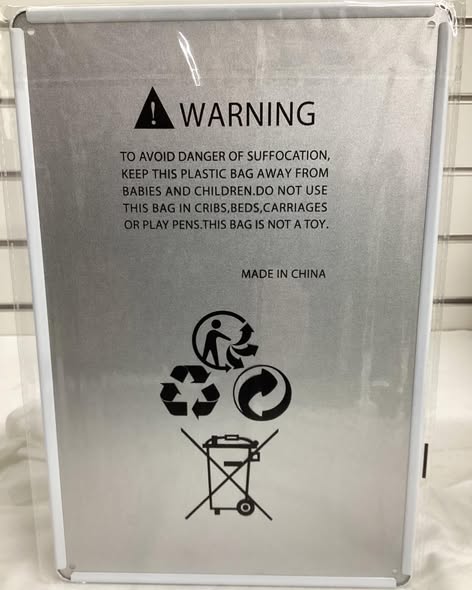 WARNING
TO AVOID DANGER OF SUFFOCATION,
KEEP THIS PLASTIC BAG AWAY FROM
BABIES AND CHILDREN.DO NOT USE
THIS BAG IN CRIBS,BEDS,CARRIAGES
OR PLAY PENS.THIS BAG IS NOT A TOY.
MADE IN CHINA